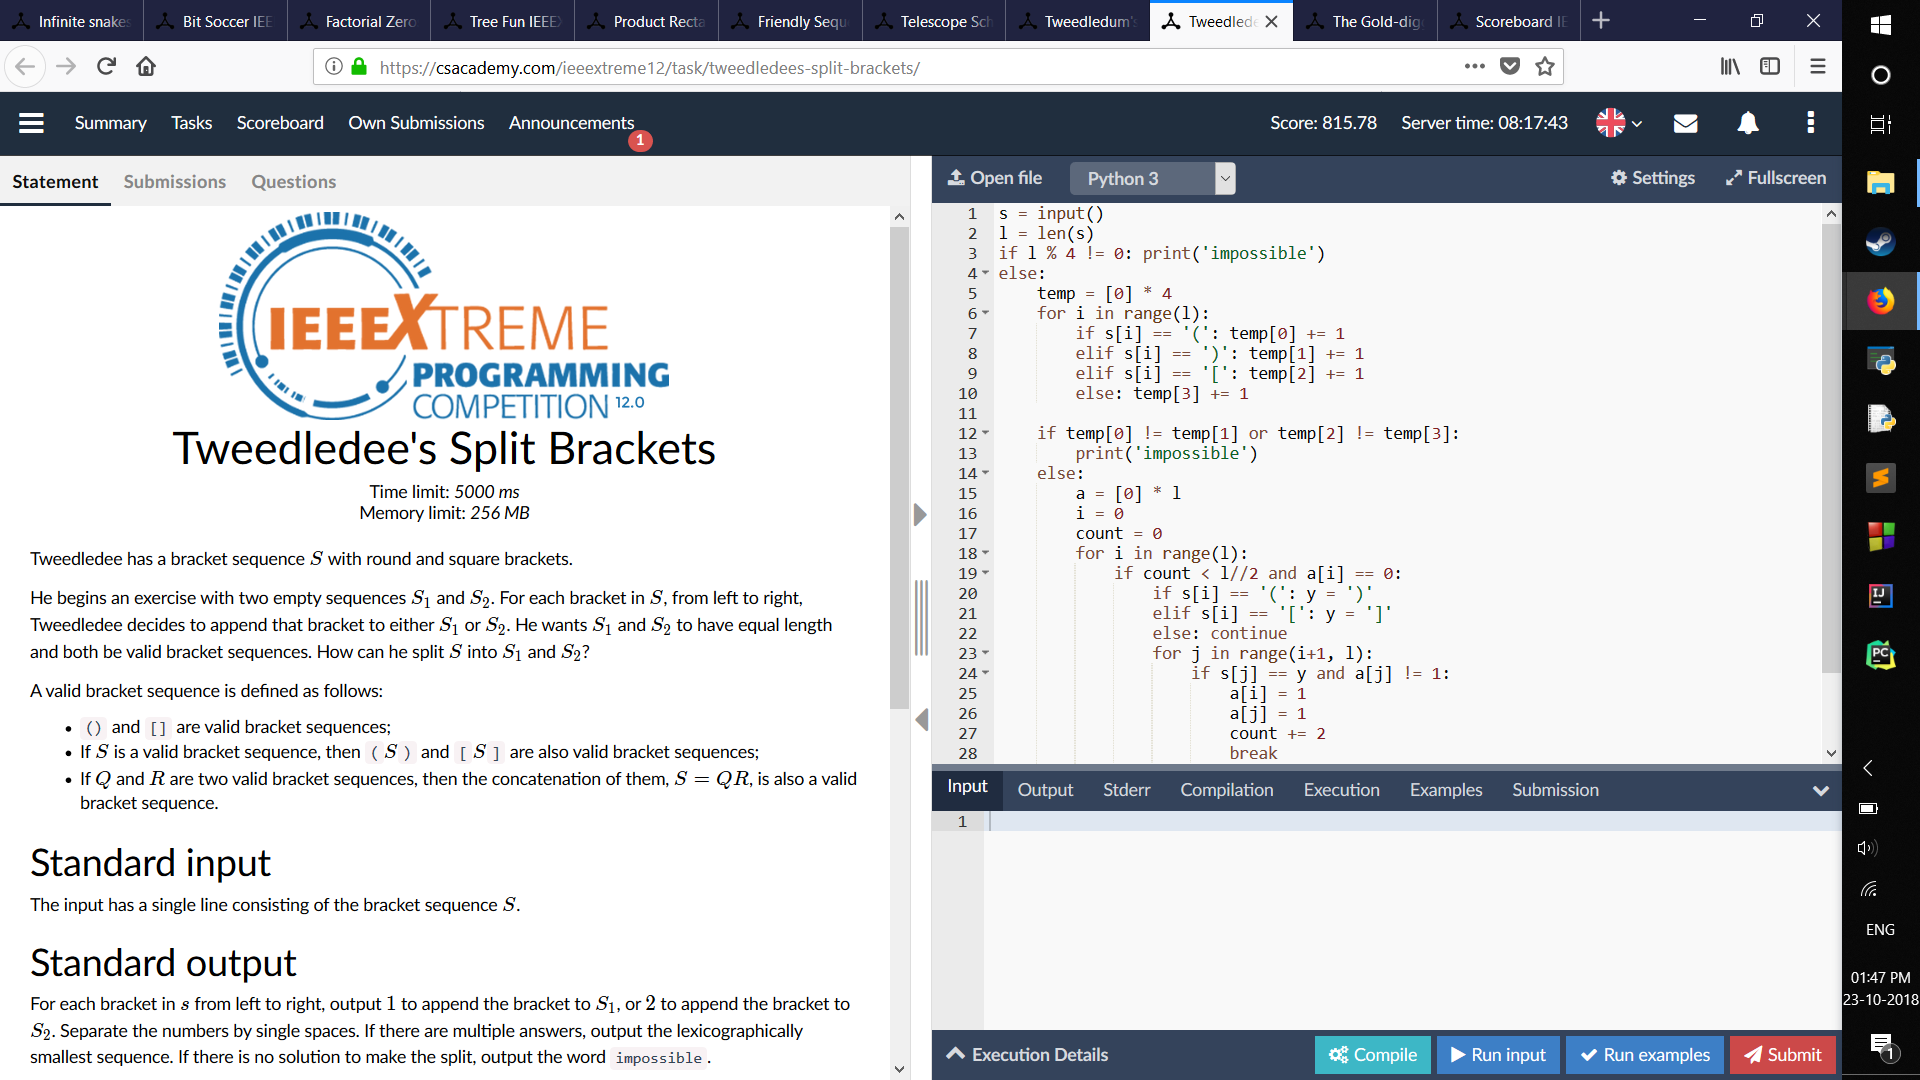 Infinite snakes
Bit Soccer IEE
Factorial Zero
Tree Fun IEEE
Product Recta
Friendly Sequ
Telescope Sch
Tweedledum's
Tweedlede
The Gold-dig
Scoreboard IE
https://csacademy.com/ieeextreme12/task/tweedledees-split-brackets/
Summary Tasks Scoreboard Own Submissions Announcements 1
Score: 815.78 Server time: 08:17:43
Statement Submissions Questions
IEEEXTREME
PROGRAMMING
COMPETITION 12.0
Tweedledee's Split Brackets
Time limit: 5000 ms
Memory limit: 256 MB
Tweedledee has a bracket sequence S with round and square brackets.
He begins an exercise with two empty sequences S1 and S2. For each bracket in S, from left to right,
Tweedledee decides to append that bracket to either S1 or S2. He wants S1 and S2 to have equal length
and both be valid bracket sequences. How can he split S into S1 and S2?
A valid bracket sequence is defined as follows:
• () and [] are valid bracket sequences;
• If S is a valid bracket sequence, then ( S ) and [ S ] are also valid bracket sequences;
• If Q and R are two valid bracket sequences, then the concatenation of them, S = QR, is also a valid
bracket sequence.
Standard input
The input has a single line consisting of the bracket sequence S.
Standard output
For each bracket in s from left to right, output 1 to append the bracket to S1, or 2 to append the bracket to
S2. Separate the numbers by single spaces. If there are multiple answers, output the lexicographically
smallest sequence. If there is no solution to make the split, output the word impossible .
Open file Python 3 Settings Fullscreen
1 s = input()
2 l = len(s)
3 if l % 4 != 0: print('impossible')
4 else:
5 temp = [0] * 4
6 for i in range(l):
7 if s[i] == '(': temp[0] += 1
8 elif s[i] == ')': temp[1] += 1
9 elif s[i] == '[': temp[2] += 1
10 else: temp[3] += 1
11
12 if temp[0] != temp[1] or temp[2] != temp[3]:
13 print('impossible')
14 else:
15 a = [0] * l
16 i = 0
17 count = 0
18 for i in range(l):
19 if count < l//2 and a[i] == 0:
20 if s[i] == '(': y = ')'
21 elif s[i] == '[': y = ']'
22 else: continue
23 for j in range(i+1, l):
24 if s[j] == y and a[j] != 1:
25 a[i] = 1
26 a[j] = 1
27 count += 2
28 break
Input Output Stderr Compilation Execution Examples Submission
1
Execution Details Compile Run input Run examples Submit
IJ
PC
ENG
01:47 PM
23-10-2018
1